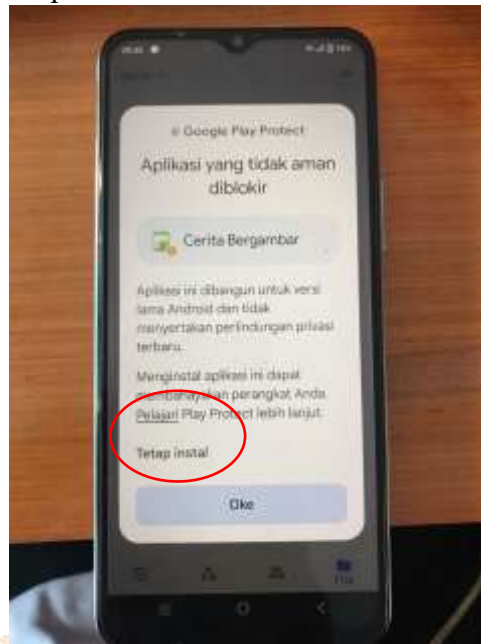 Google Play Protect
Aplikasi yang tidak aman
diblokir
Cerita Bergambar
Aplikasi ini dibangun untuk versi
lama Android dan tidak
menyertakan perlindungan privasi
terbaru.
Menginstal aplikasi ini dapat
membahayakan perangkat Anda.
Pelajari Play Protect lebih lanjut.
Tetap instal
Oke
File